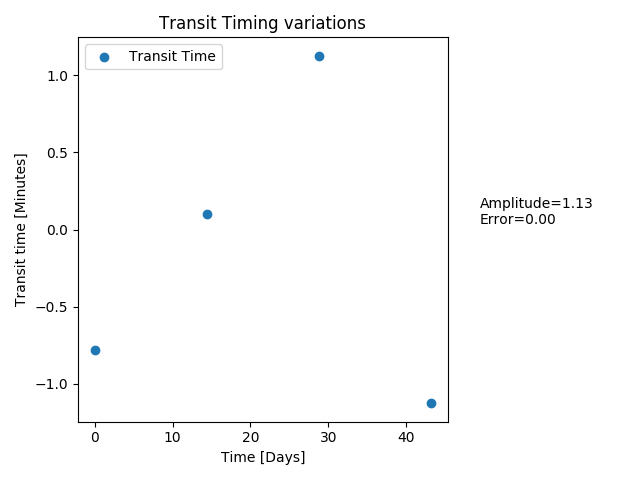 Transit Timing variations
Transit Time
1.0
0.5
0.0
−0.5
−1.0
Transit time [Minutes]
Amplitude=1.13
Error=0.00
0 10 20 30 40
Time [Days]